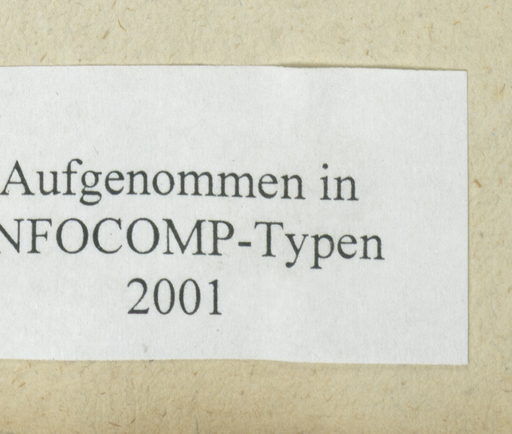 Aufgenommen in
NFOCOMP-Typen
2001